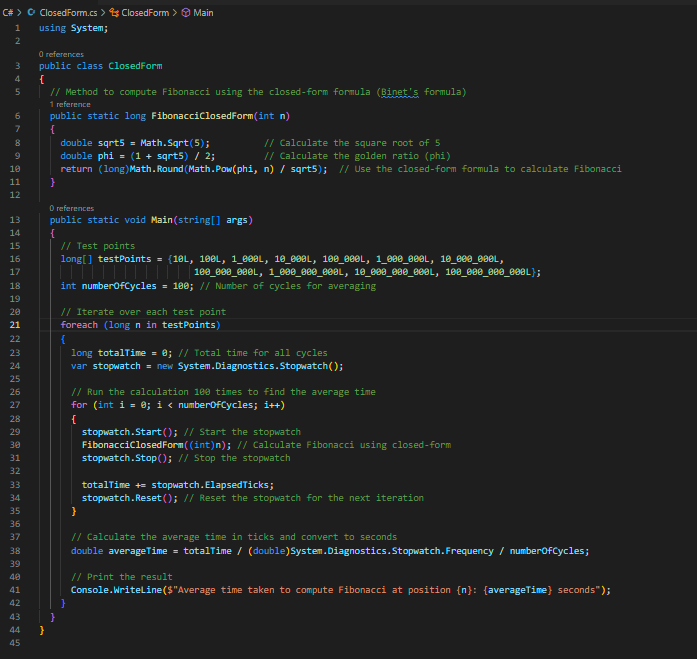 C# > ClosedForm.cs > ClosedForm > Main
1 using System;
2
0 references
3 public class ClosedForm
4 {
5 // Method to compute Fibonacci using the closed-form formula (Binet's formula)
1 reference
6 public static long FibonacciClosedForm(int n)
7 {
8 double sqrt5 = Math.Sqrt(5); // Calculate the square root of 5
9 double phi = (1 + sqrt5) / 2; // Calculate the golden ratio (phi)
10 return (long)Math.Round(Math.Pow(phi, n) / sqrt5); // Use the closed-form formula to calculate Fibonacci
11 }
12
0 references
13 public static void Main(string[] args)
14 {
15 // Test points
16 long[] testPoints = {10L, 100L, 1_000L, 10_000L, 100_000L, 1_000_000L, 10_000_000L,
17 100_000_000L, 1_000_000_000L, 10_000_000_000L, 100_000_000_000L};
18 int numberOfCycles = 100; // Number of cycles for averaging
19
20 // Iterate over each test point
21 foreach (long n in testPoints)
22 {
23 long totalTime = 0; // Total time for all cycles
24 var stopwatch = new System.Diagnostics.Stopwatch();
25
26 // Run the calculation 100 times to find the average time
27 for (int i = 0; i < numberOfCycles; i++)
28 {
29 stopwatch.Start(); // Start the stopwatch
30 FibonacciClosedForm((int)n); // Calculate Fibonacci using closed-form
31 stopwatch.Stop(); // Stop the stopwatch
32
33 totalTime += stopwatch.ElapsedTicks;
34 stopwatch.Reset(); // Reset the stopwatch for the next iteration
35 }
36
37 // Calculate the average time in ticks and convert to seconds
38 double averageTime = totalTime / (double)System.Diagnostics.Stopwatch.Frequency / numberOfCycles;
39
40 // Print the result
41 Console.WriteLine($"Average time taken to compute Fibonacci at position {n}: {averageTime} seconds");
42 }
43 }
44 }
45